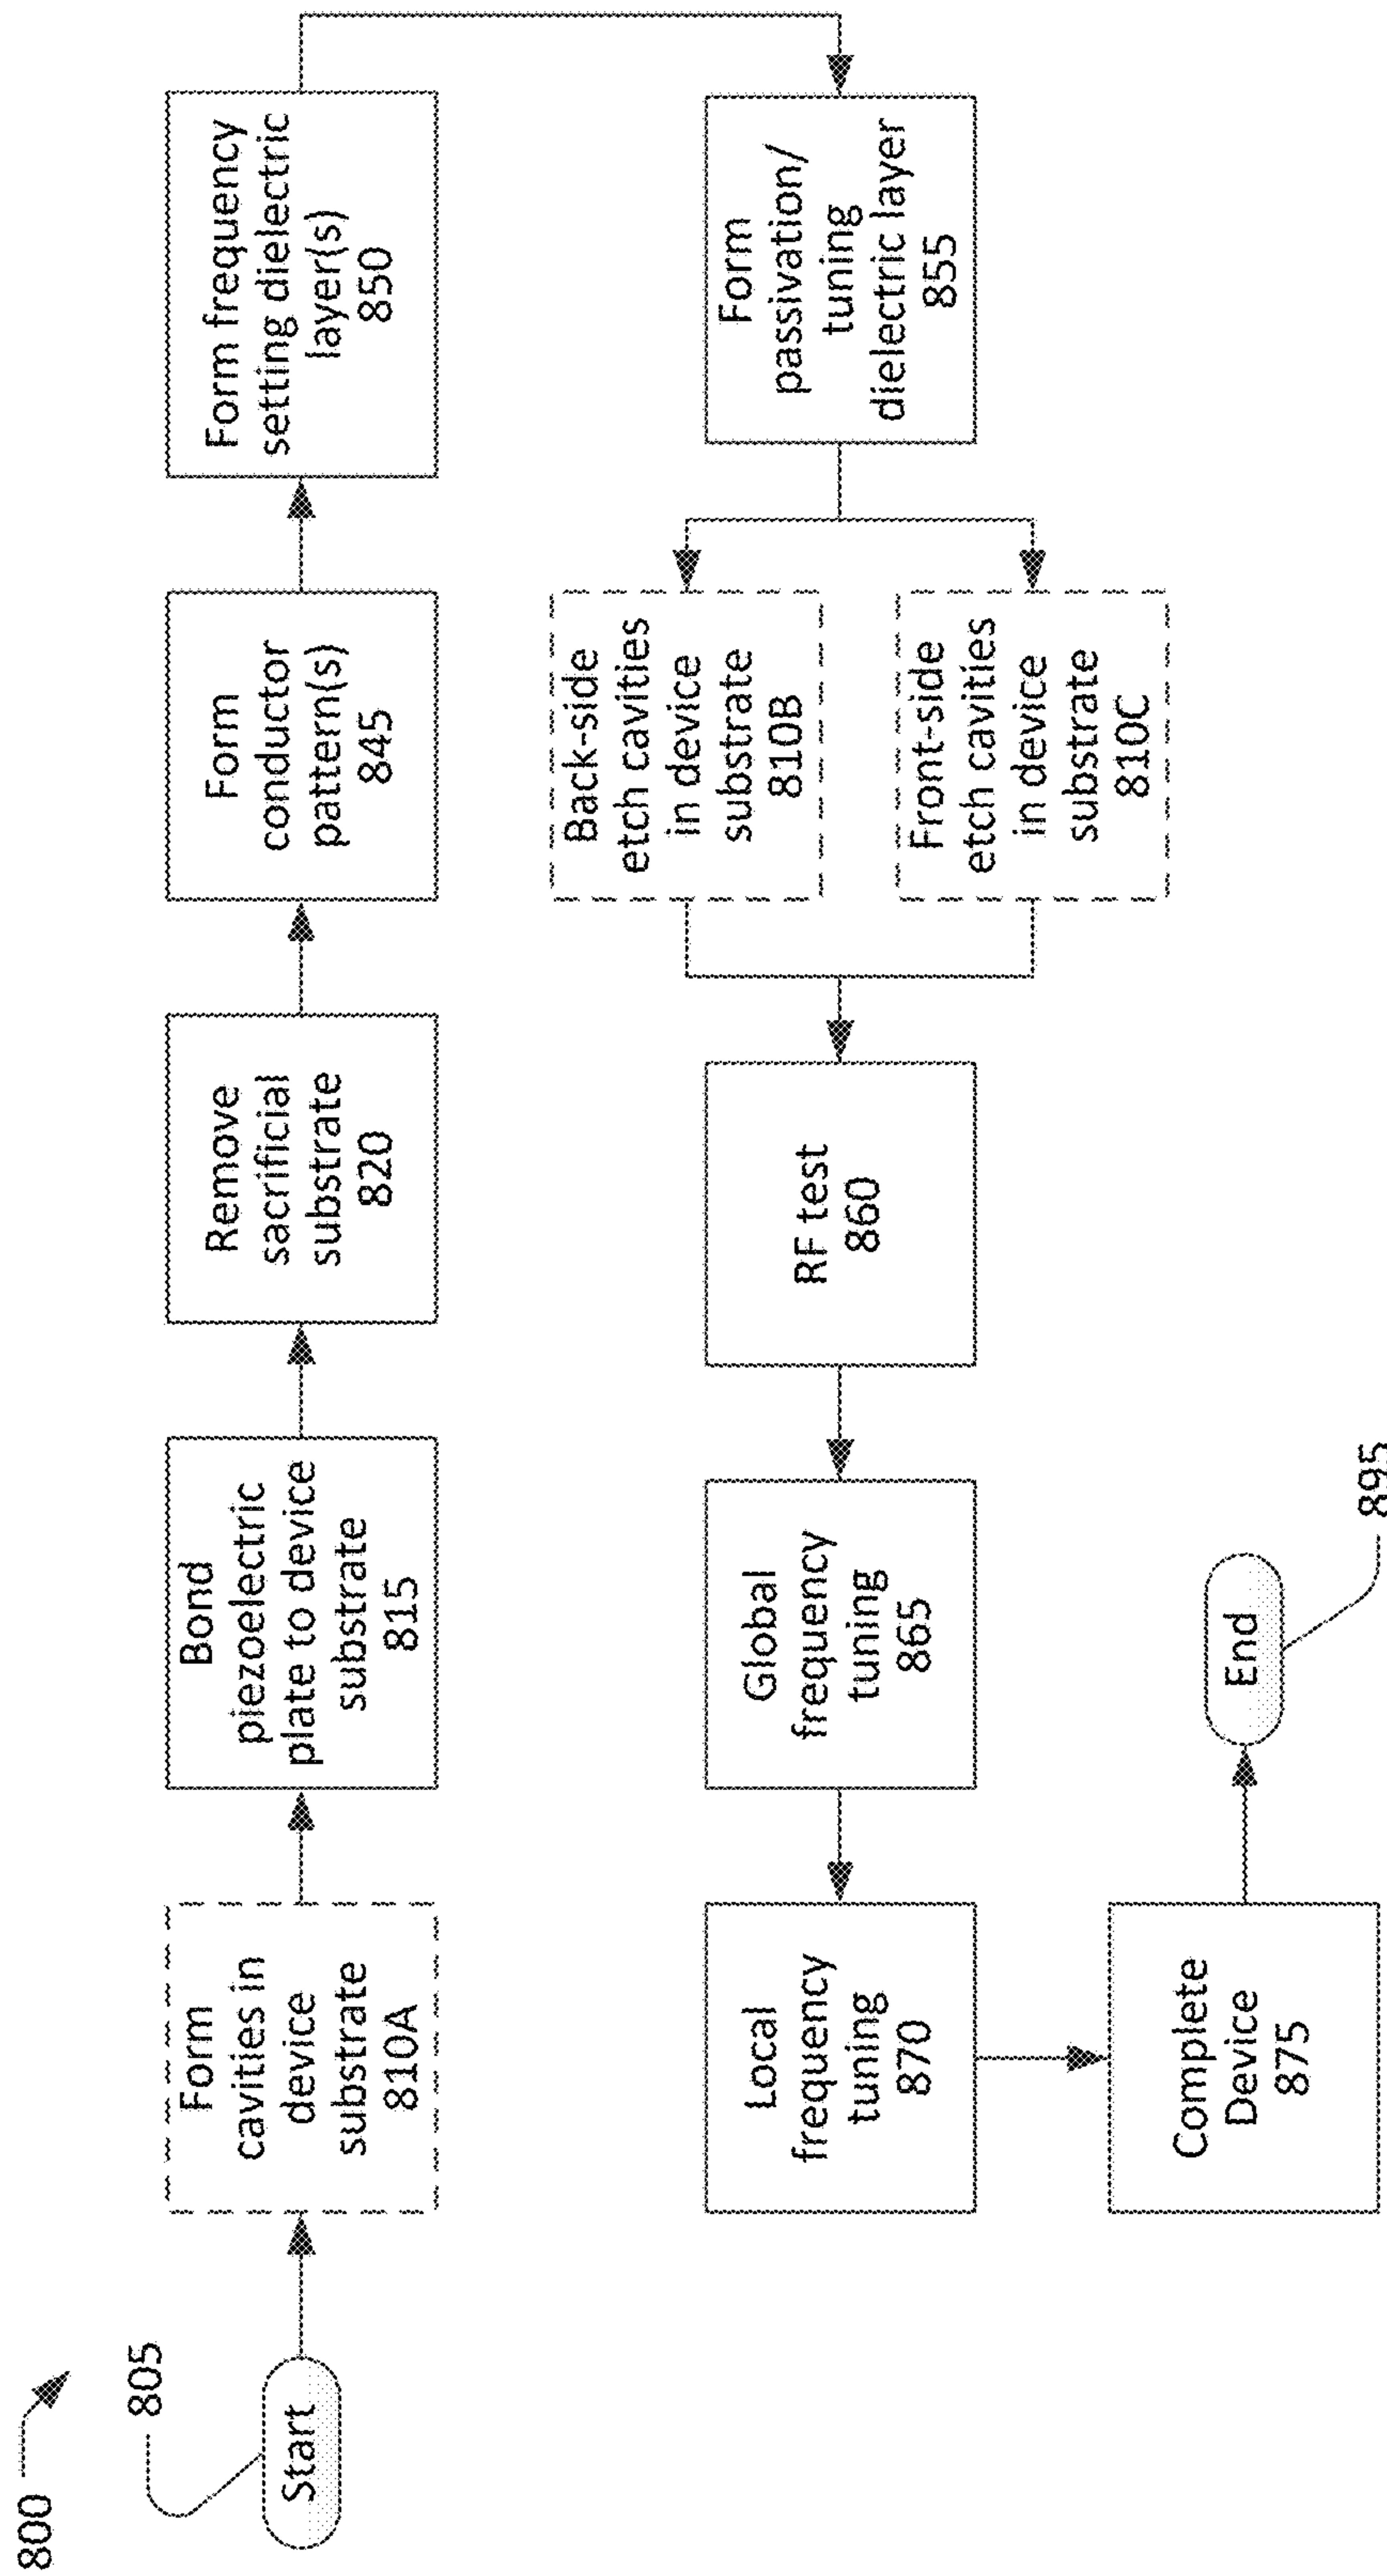 800
805
Start
Form
cavities in
device
substrate
810A
Bond
piezoelectric
plate to device
substrate
815
Remove
sacrificial
substrate
820
Form
conductor
pattern(s)
845
Form frequency
setting dielectric
layer(s)
850
Form
passivation/
tuning
dielectric layer
855
Back-side
etch cavities
in device
substrate
810B
Front-side
etch cavities
in device
substrate
810C
RF test
860
Global
frequency
tuning
865
Local
frequency
tuning
870
Complete
Device
875
End
895